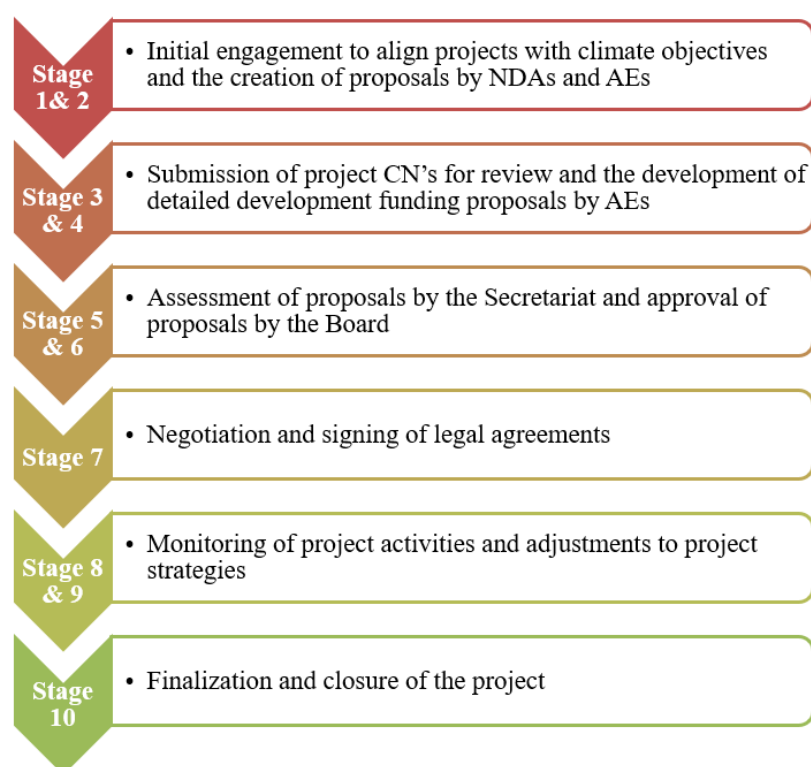 Stage
1& 2
• Initial engagement to align projects with climate objectives
and the creation of proposals by NDAs and AEs
Stage 3
& 4
• Submission of project CN’s for review and the development of
detailed development funding proposals by AEs
Stage 5
& 6
• Assessment of proposals by the Secretariat and approval of
proposals by the Board
Stage 7
• Negotiation and signing of legal agreements
Stage 8
& 9
• Monitoring of project activities and adjustments to project
strategies
Stage
10
• Finalization and closure of the project